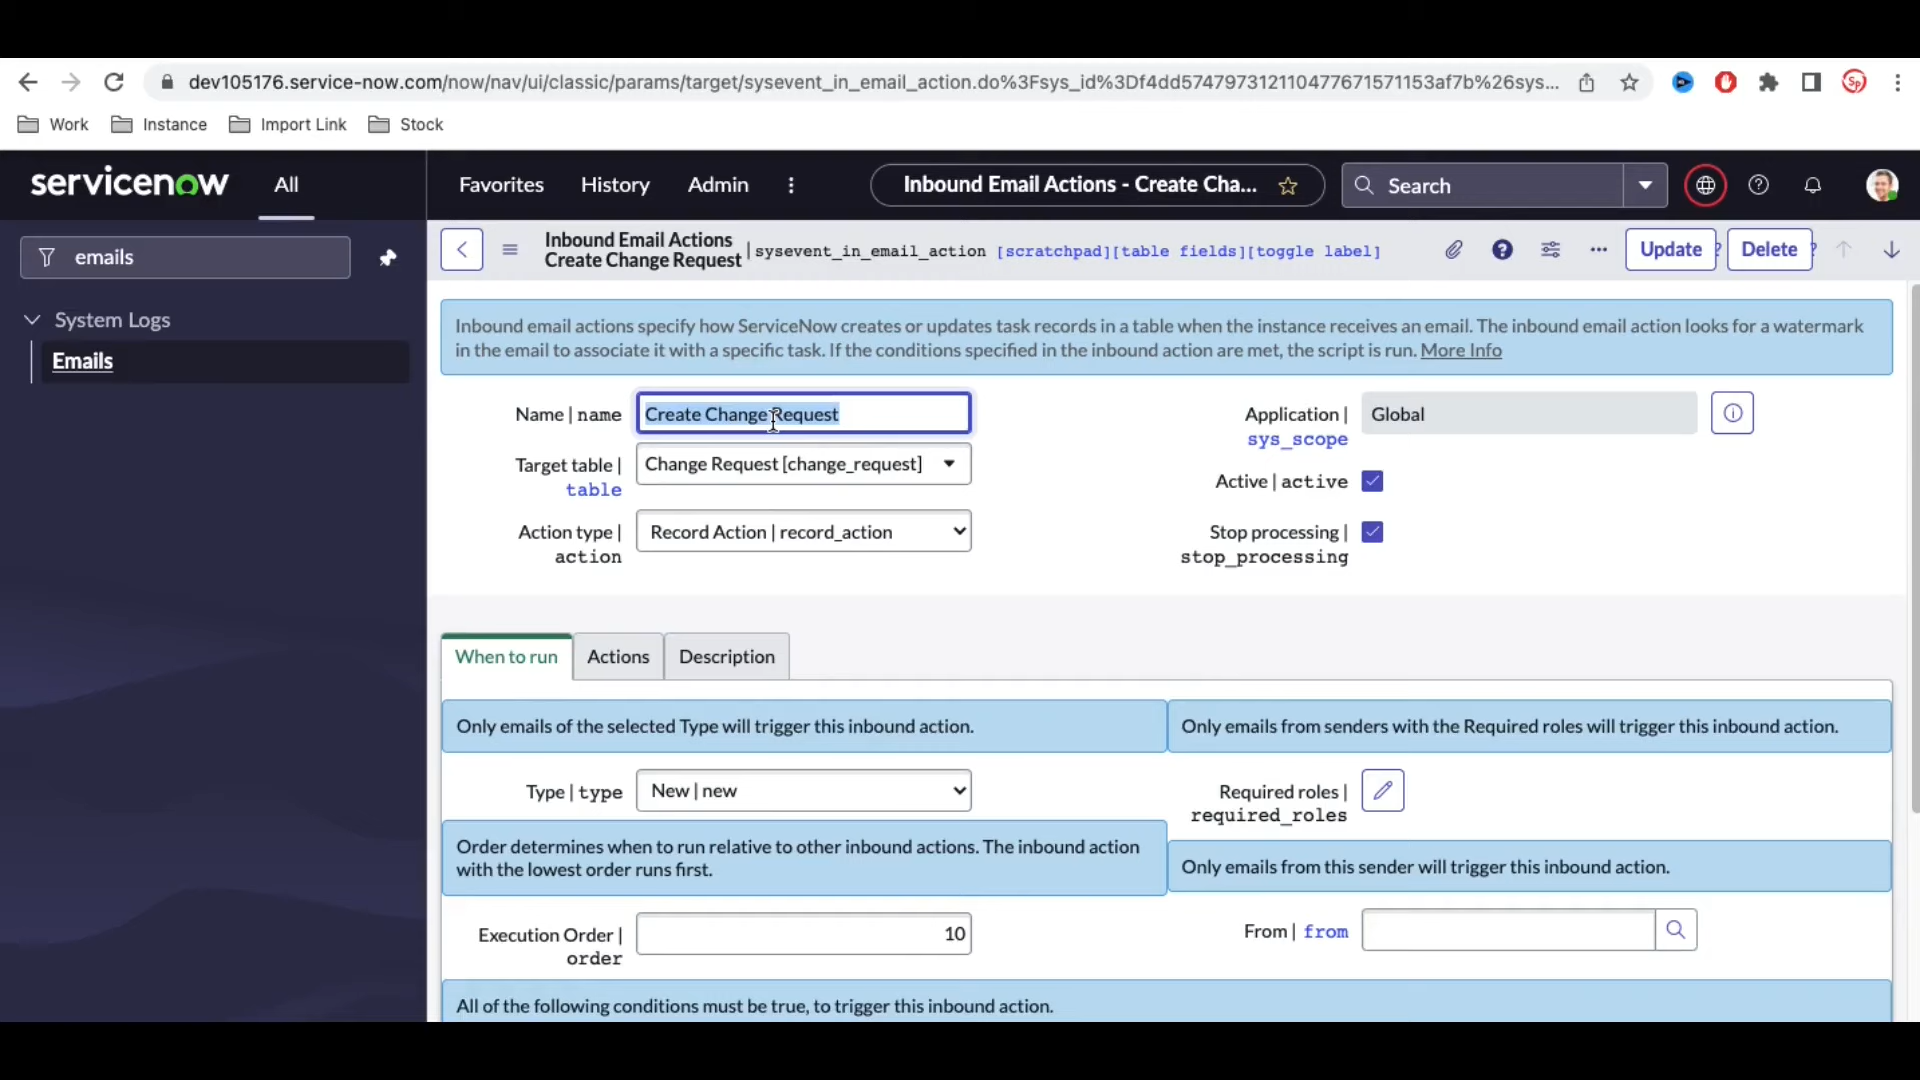 dev105176.service-now.com/now/nav/ui/classic/params/target/sysevent_in_email_action.do%3Fsys_id%3Df4dd574797312110477671571153af7b%26sys...
Sp
Work Instance Import Link Stock
servicenow All Favorites History Admin Inbound Email Actions - Create Cha... Search
emails
Inbound Email Actions
Create Change Request | sysevent_in_email_action [scratchpad][table fields][toggle label] Update Delete
System Logs
Emails
Inbound email actions specify how ServiceNow creates or updates task records in a table when the instance receives an email. The inbound email action looks for a watermark
in the email to associate it with a specific task. If the conditions specified in the inbound action are met, the script is run. More Info
Name | name Create Change Request
Application | Global
sys_scope
Target table | Change Request [change_request]
table
Active | active
Action type | Record Action | record_action
action
Stop processing |
stop_processing
When to run Actions Description
Only emails of the selected Type will trigger this inbound action.
Only emails from senders with the Required roles will trigger this inbound action.
Type | type New | new
Required roles |
required_roles
Order determines when to run relative to other inbound actions. The inbound action
with the lowest order runs first.
Only emails from this sender will trigger this inbound action.
Execution Order | 10
order
From | from
All of the following conditions must be true, to trigger this inbound action.